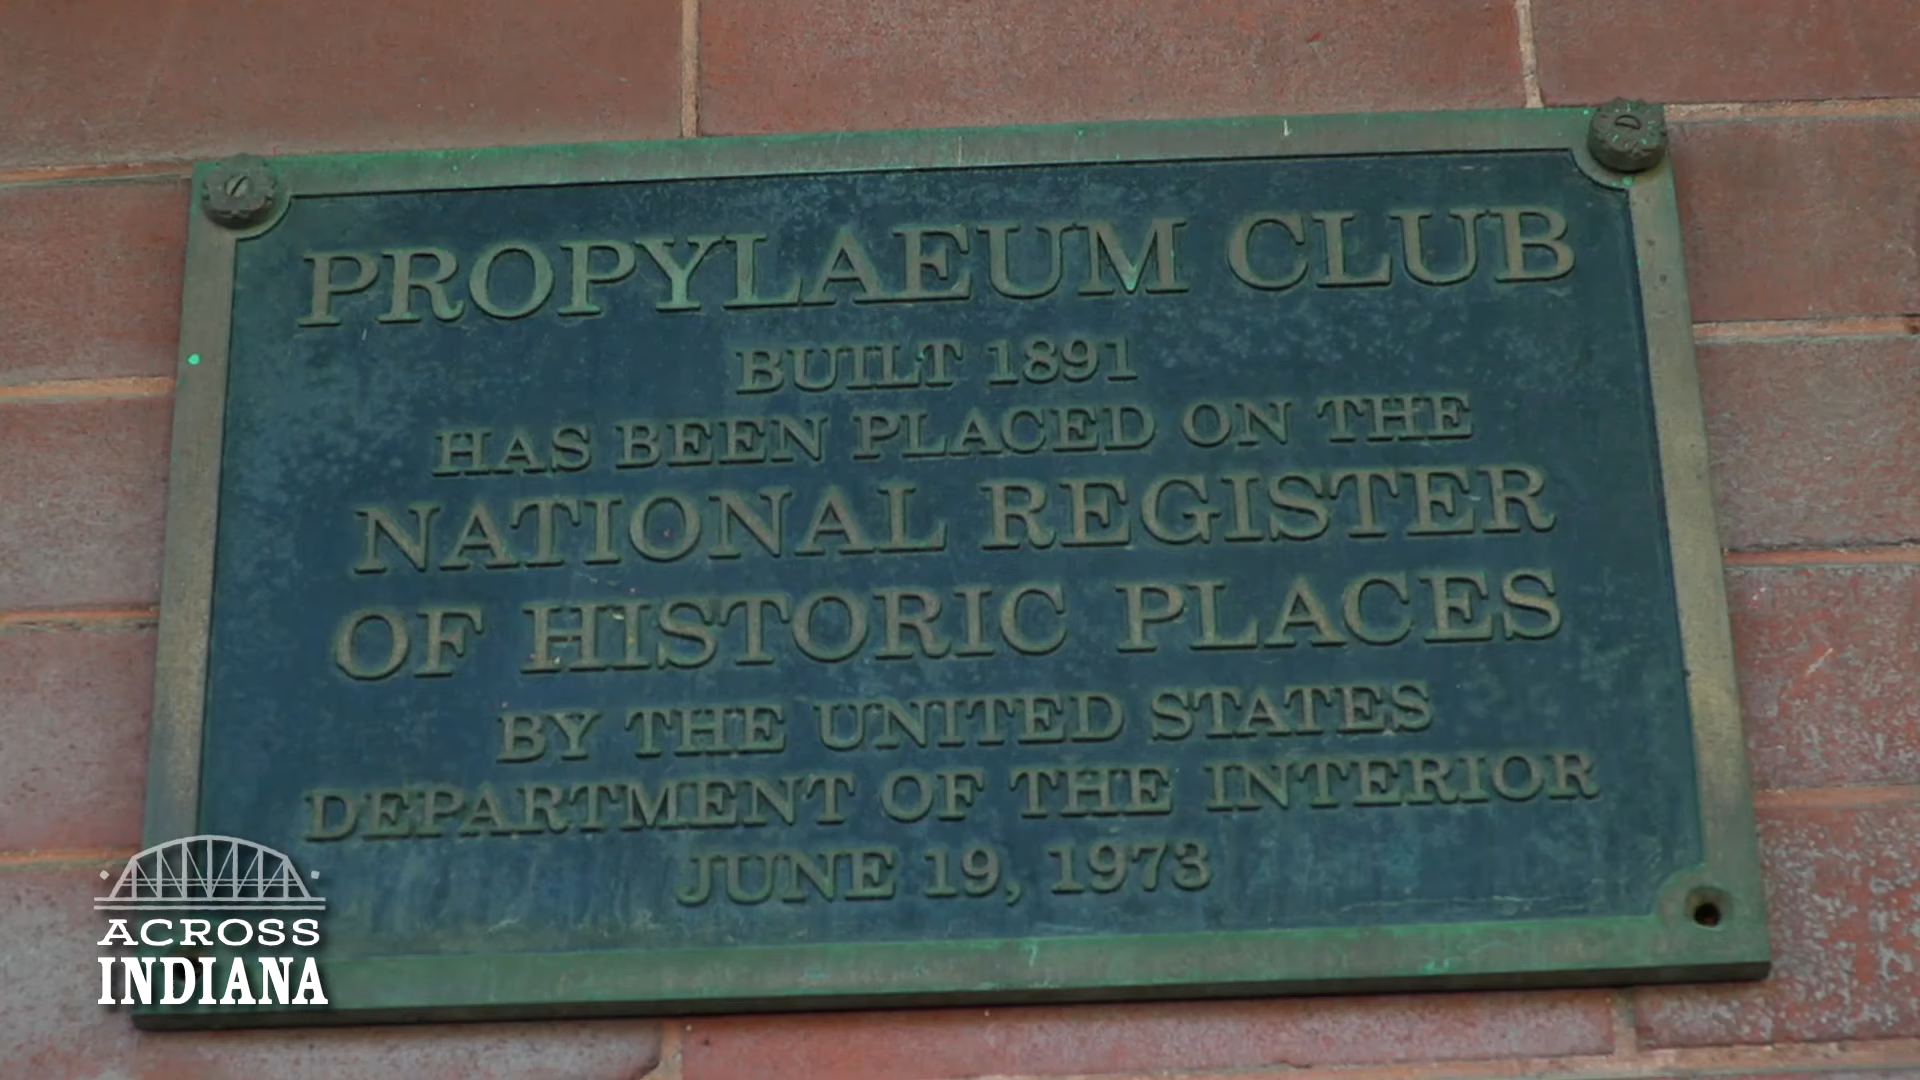 PROPYLAEUM CLUB
BUILT 1891
HAS BEEN PLACED ON THE
NATIONAL REGISTER
OF HISTORIC PLACES
BY THE UNITED STATES
DEPARTMENT OF THE INTERIOR
JUNE 19, 1973
ACROSS
INDIANA